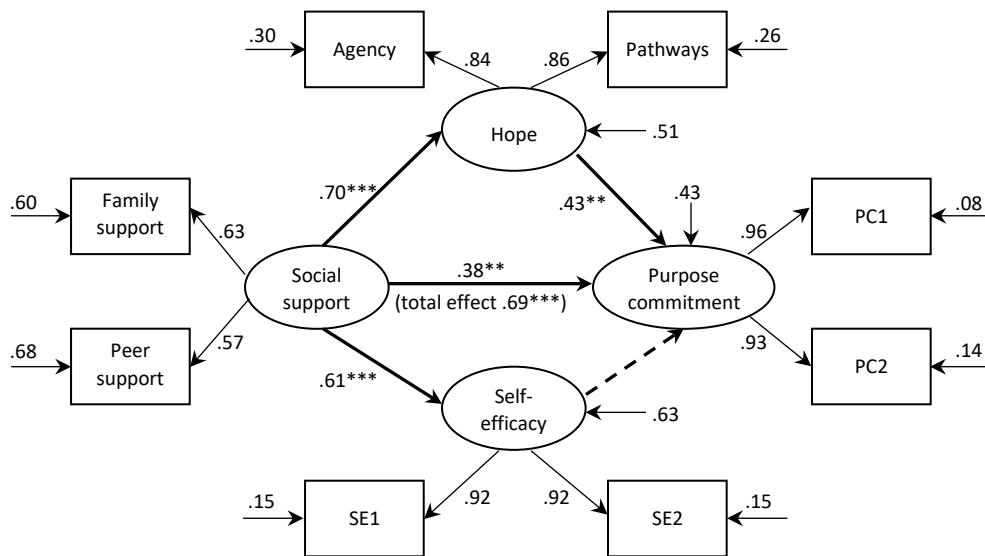 .30
Agency
.84
.86
Pathways
.26
Hope
.51
.70***
.43**
.43
.60
Family
support
.63
PC1
.08
.96
Social
support
.38**
(total effect .69***)
Purpose
commitment
.68
Peer
support
.57
.61***
.93
PC2
.14
Self-
efficacy
.63
.15
SE1
.92
.92
SE2
.15